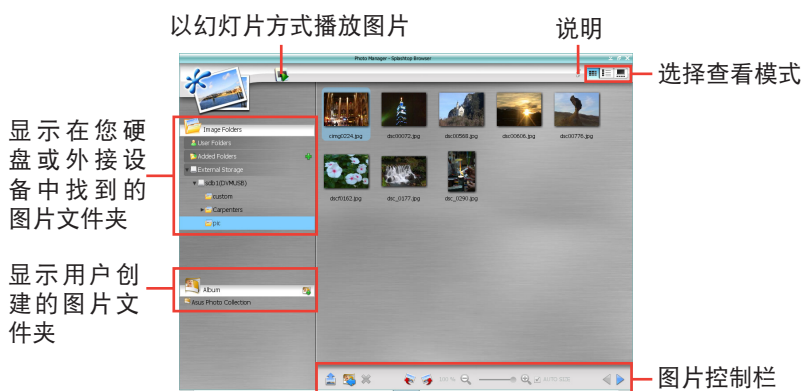 以幻灯片方式播放图片
说明
Photo Manager - Splashtop Browser
选择查看模式
显示在您硬
盘或外接设
备中找到的
图片文件夹
Image Folders
User Folders
Added Folders
External Storage
sdb1(DVMUSB)
custom
Carpenters
pic
cimg0224.jpg
dsc00072.jpg
dsc00568.jpg
dsc00606.jpg
dsc00776.jpg
dscf0162.jpg
dsc_0177.jpg
dsc_0290.jpg
显示用户创
建的图片文
件夹
Album
Asus Photo Collection
100 %
AUTO SIZE
图片控制栏